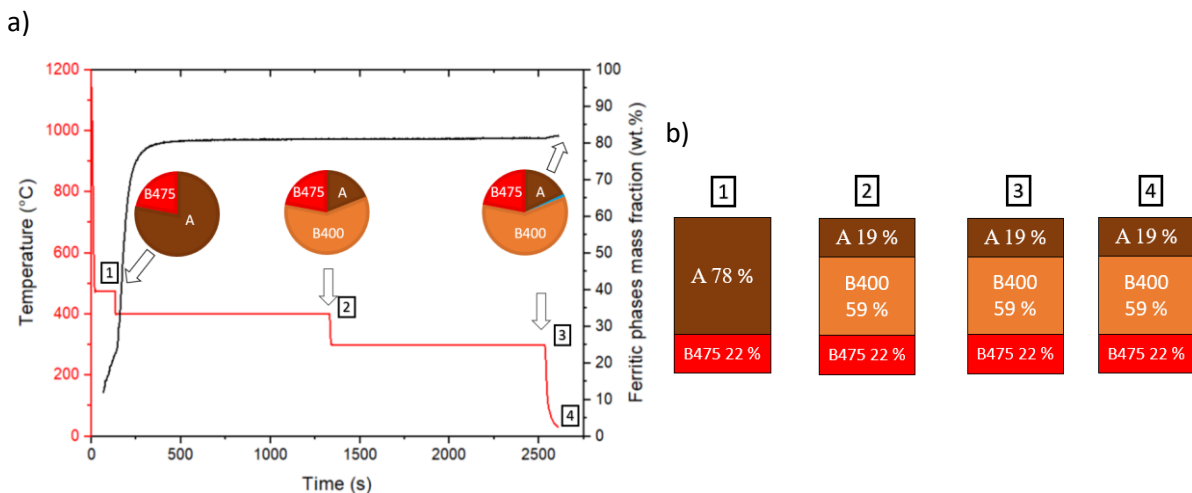 a)
1200
1000
800
600
400
200
0
Temperature (°C)
0
500
1000
1500
2000
2500
Time (s)
100
90
80
70
60
50
40
30
20
10
0
Ferritic phases mass fraction (wt.%)
B475
A
1
B475
A
B400
2
B475
A
B400
3
4
b)
1
A 78 %
B475 22 %
2
A 19 %
B400
59 %
B475 22 %
3
A 19 %
B400
59 %
B475 22 %
4
A 19 %
B400
59 %
B475 22 %